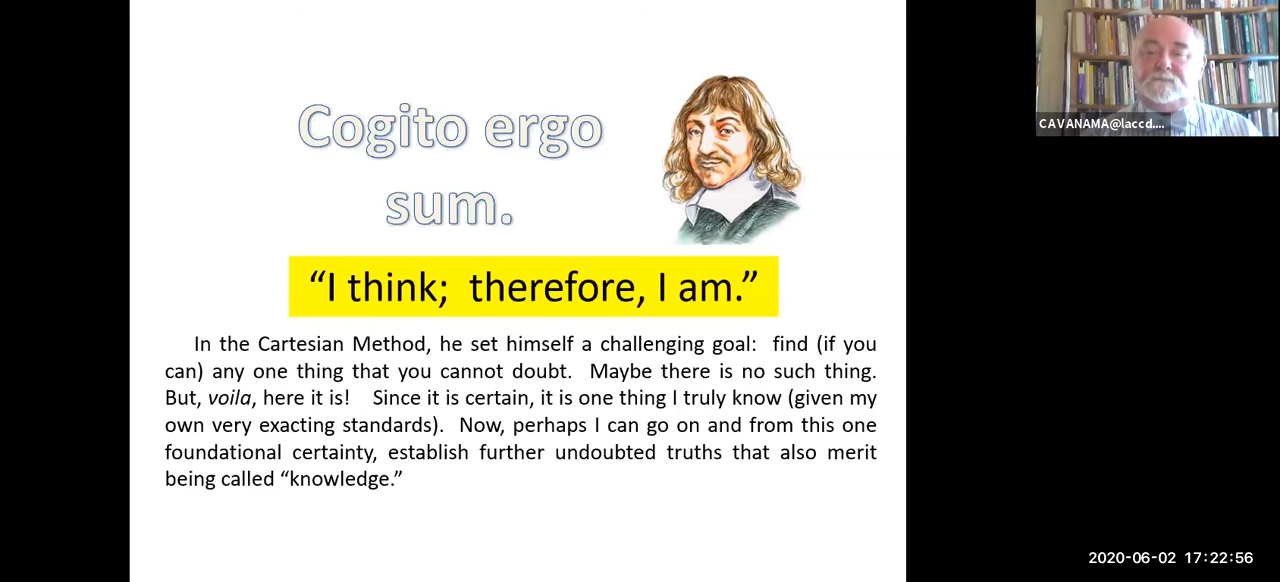 Cogito ergo
sum.
“I think;  therefore, I am.”
In the Cartesian Method, he set himself a challenging goal:  find (if you
can) any one thing that you cannot doubt.  Maybe there is no such thing.
But, voila, here it is!   Since it is certain, it is one thing I truly know (given my
own very exacting standards).  Now, perhaps I can go on and from this one
foundational certainty, establish further undoubted truths that also merit
being called “knowledge.”
CAVANAMA@laccd....
2020-06-02 17:22:56